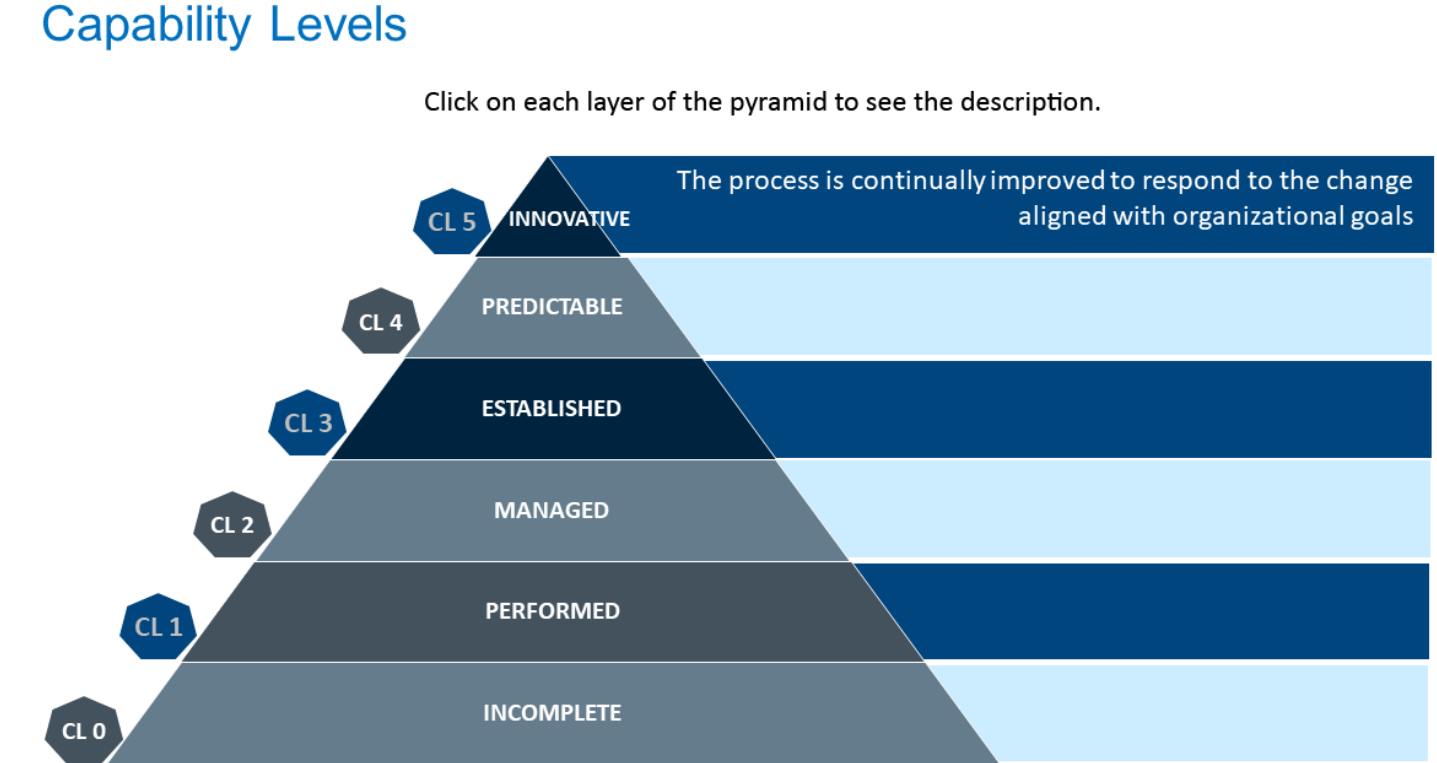 Capability Levels
Click on each layer of the pyramid to see the description.
The process is continually improved to respond to the change
aligned with organizational goals
CL 5
INNOVATIVE
CL 4
PREDICTABLE
CL 3
ESTABLISHED
CL 2
MANAGED
CL 1
PERFORMED
CL 0
INCOMPLETE